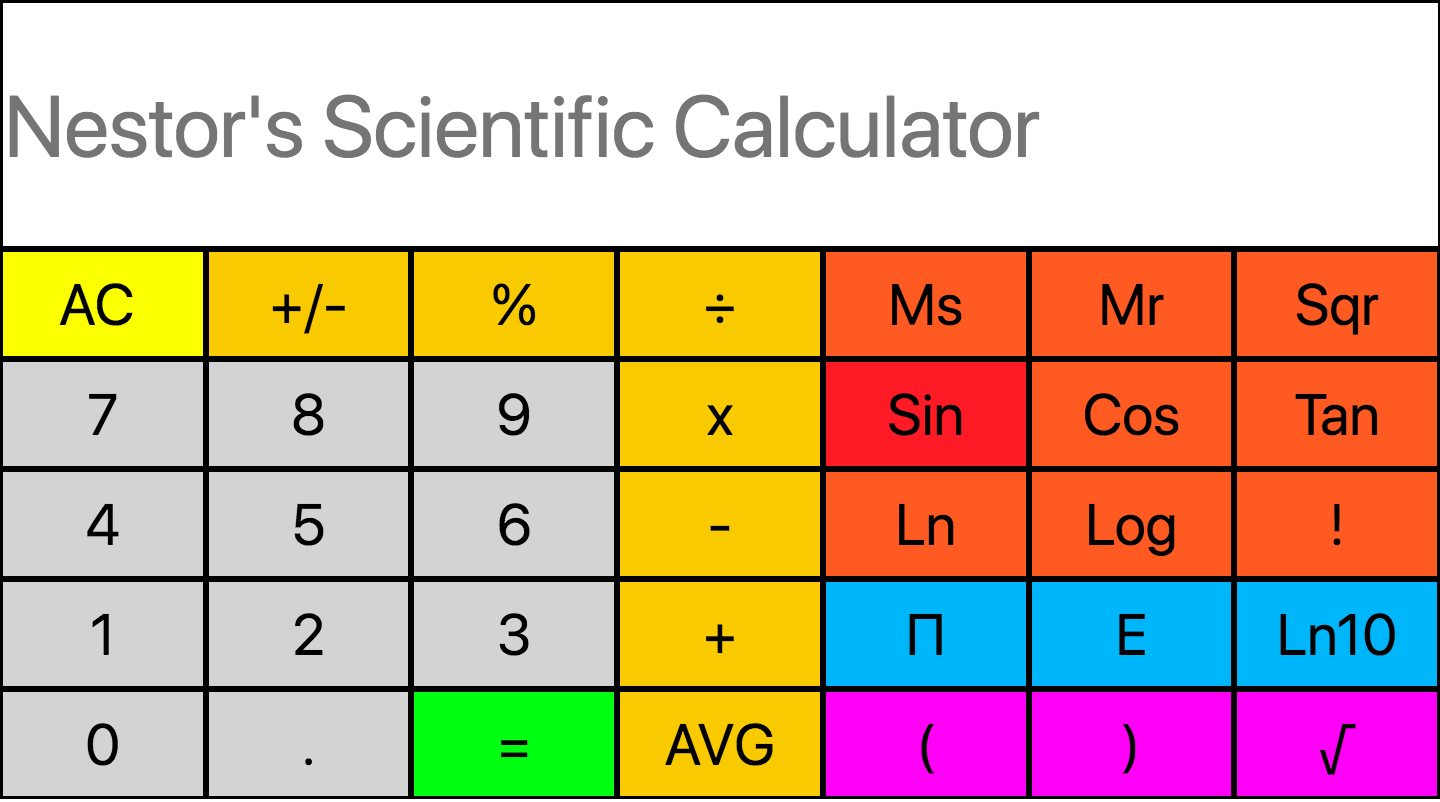 Nestor's Scientific Calculator
AC +/- % ÷ Ms Mr Sqr
7 8 9 x Sin Cos Tan
4 5 6 - Ln Log !
1 2 3 + Π E Ln10
0 . = AVG ( ) √